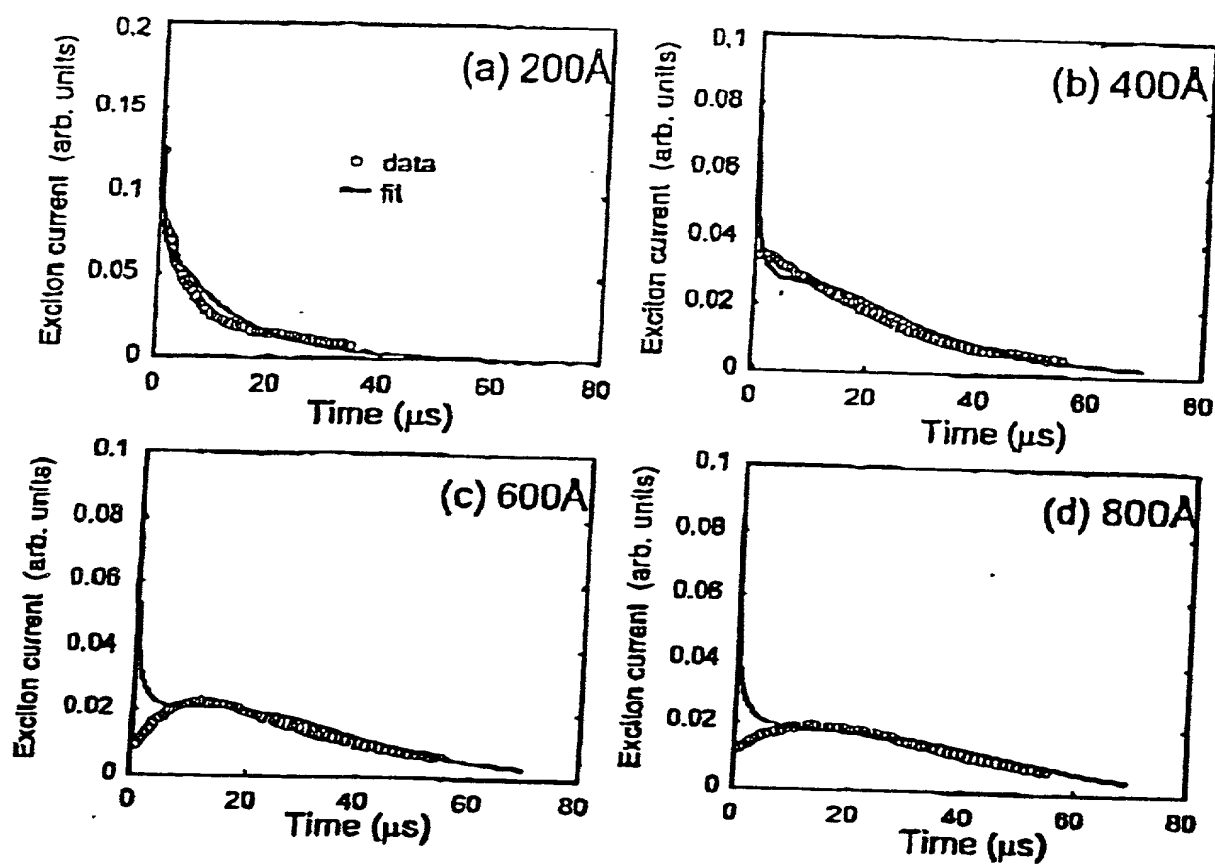 0.2
0.15
0.1
0.05
0
Exciton current (arb. units)
(a) 200Å
data
fit
0 20 40 60 80
Time (μs)
0.1
0.08
0.06
0.04
0.02
0
Exciton current (arb. units)
(b) 400Å
0 20 40 60 80
Time (μs)
0.1
0.08
0.06
0.04
0.02
0
Exciton current (arb. units)
(c) 600Å
0 20 40 60 80
Time (μs)
0.1
0.08
0.06
0.04
0.02
0
Exciton current (arb. units)
(d) 800Å
0 20 40 60 80
Time (μs)